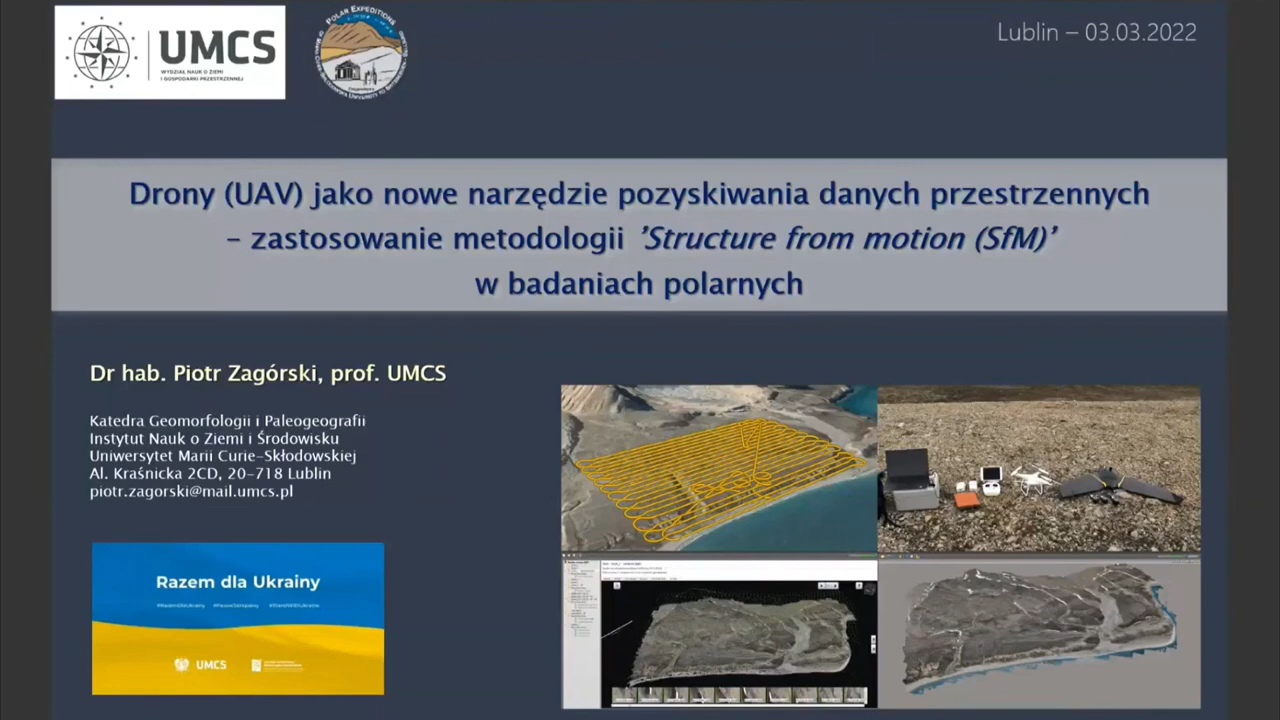 UMCS
WYDZIAŁ NAUK O ZIEMI
I GOSPODARKI PRZESTRZENNEJ
POLAR EXPEDITIONS
Lublin – 03.03.2022
Drony (UAV) jako nowe narzędzie pozyskiwania danych przestrzennych
– zastosowanie metodologii 'Structure from motion (SfM)'
w badaniach polarnych
Dr hab. Piotr Zagórski, prof. UMCS
Katedra Geomorfologii i Paleogeografii
Instytut Nauk o Ziemi i Środowisku
Uniwersytet Marii Curie-Skłodowskiej
Al. Kraśnicka 2CD, 20-718 Lublin
piotr.zagorski@mail.umcs.pl
Razem dla Ukrainy
UMCS